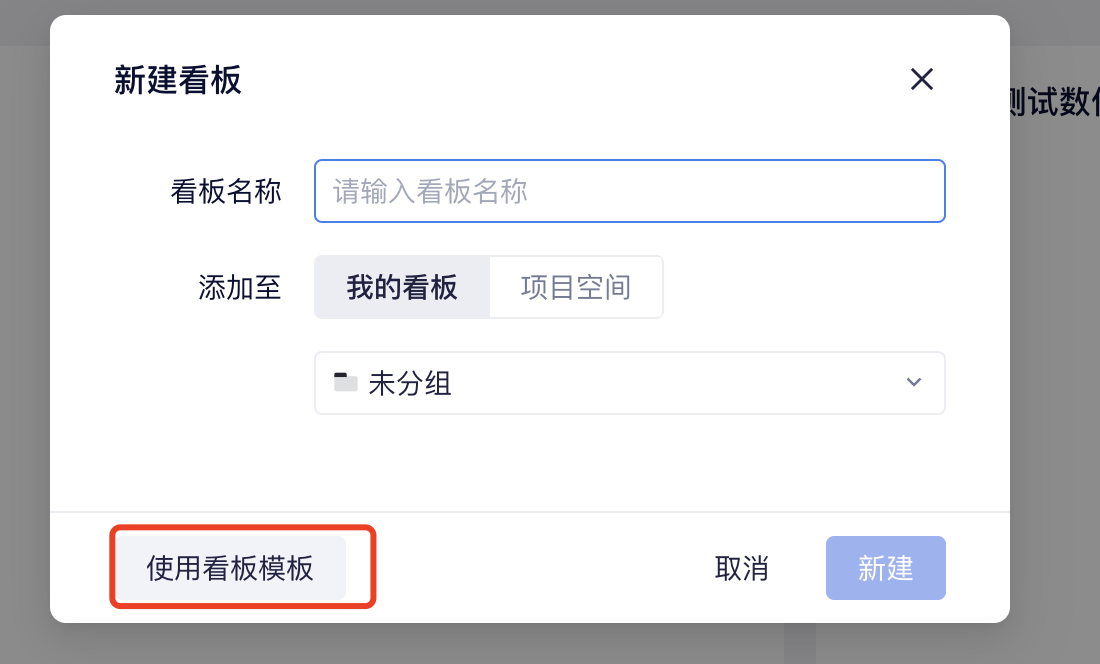 新建看板
测试数
看板名称 请输入看板名称
添加至 我的看板 项目空间
未分组
使用看板模板 取消 新建